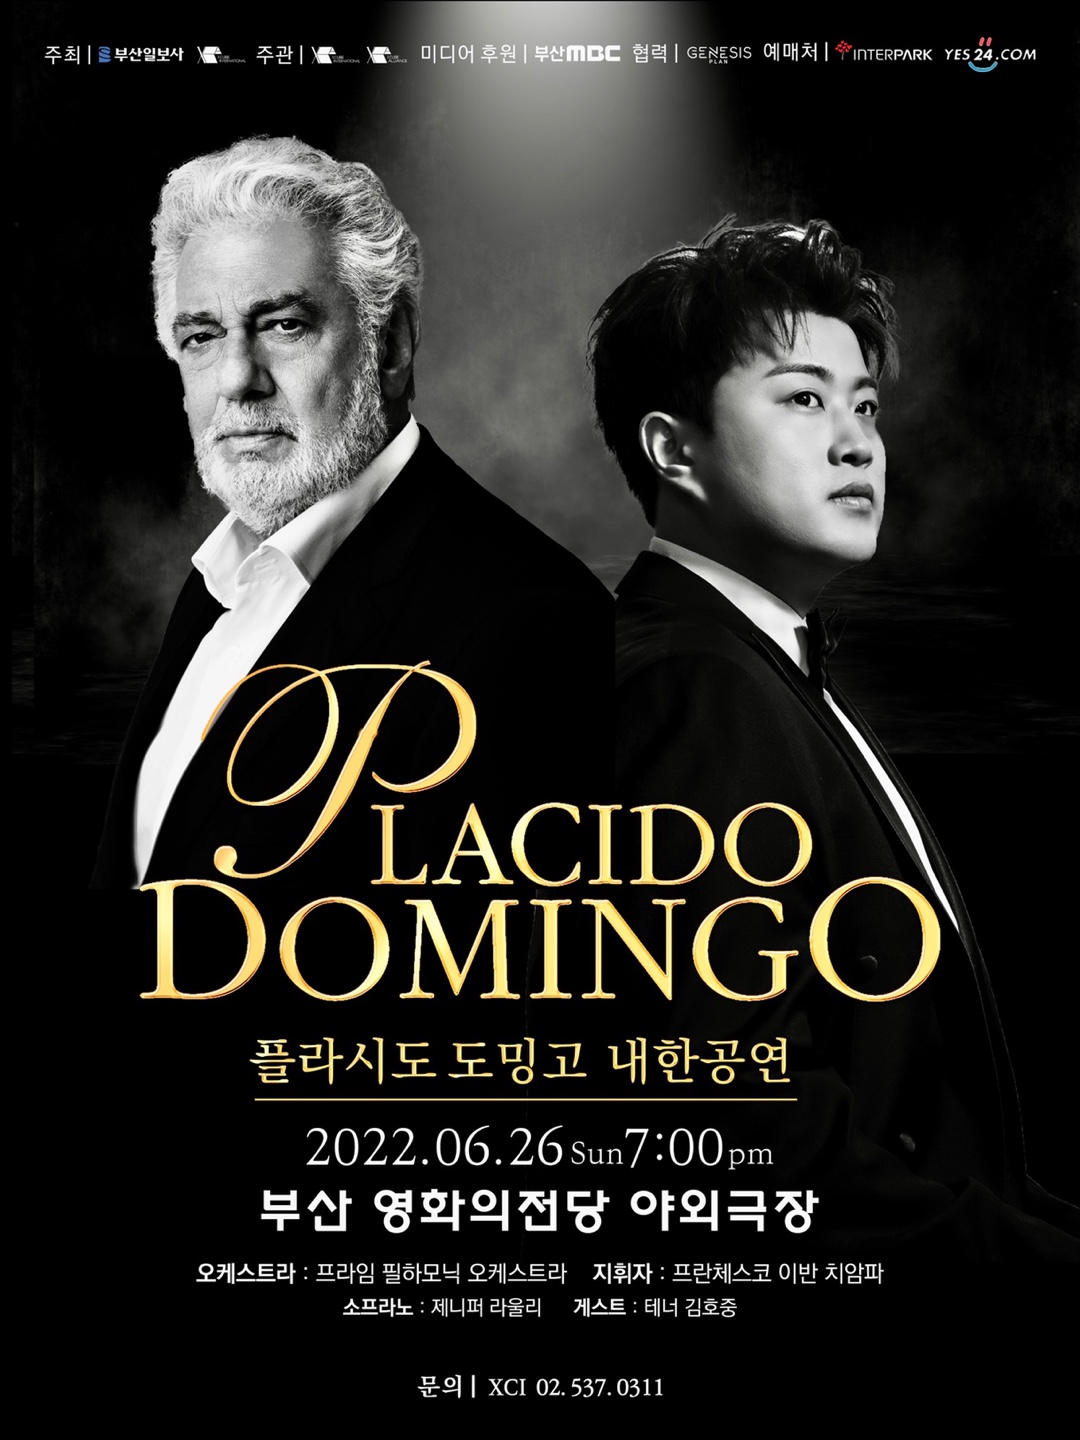 주최 | 부산일보사 주관 | 미디어 후원 | 부산MBC 협력 | GENESIS PLAN 예매처 | INTERPARK YES24.COM
PLACIDO
DOMINGO
플라시도 도밍고 내한공연
2022.06.26 Sun 7:00 pm
부산 영화의전당 야외극장
오케스트라 : 프라임 필하모닉 오케스트라 지휘자 : 프란체스코 이반 치암파
소프라노 : 제니퍼 라울리 게스트 : 테너 김호중
문의 | XCI 02.537.0311